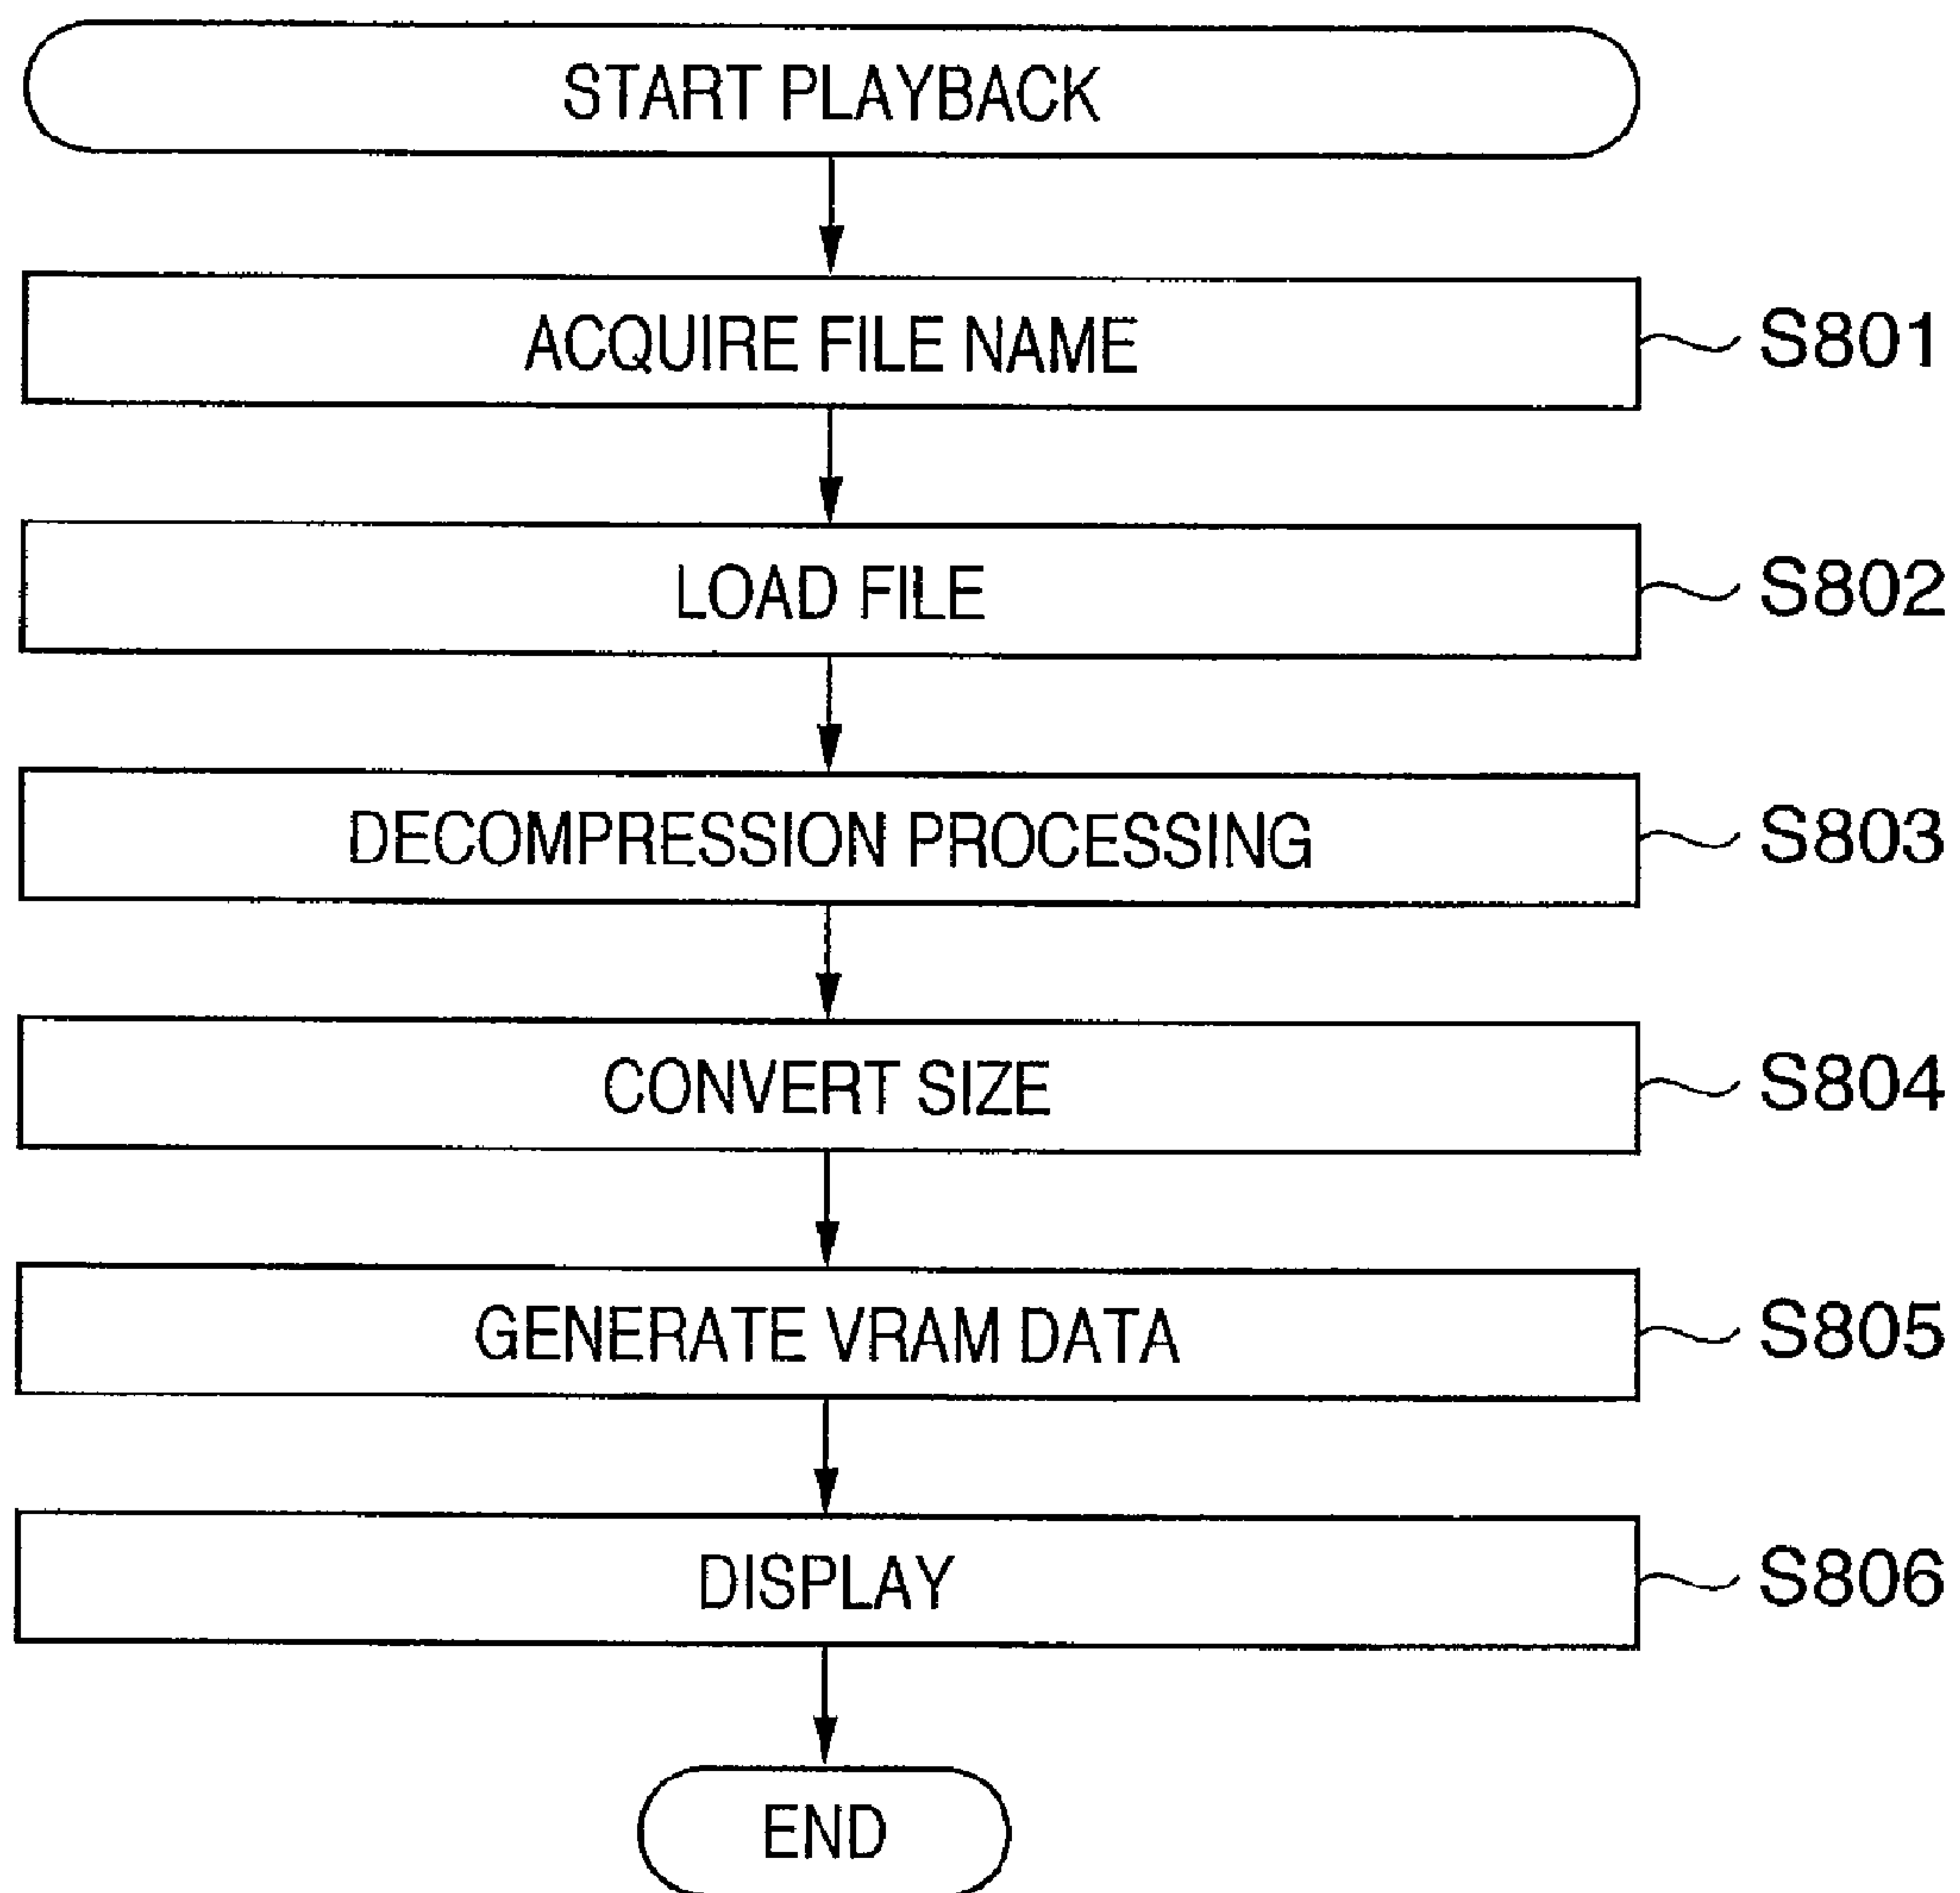 START PLAYBACK
ACQUIRE FILE NAME
S801
LOAD FILE
S802
DECOMPRESSION PROCESSING
S803
CONVERT SIZE
S804
GENERATE VRAM DATA
S805
DISPLAY
S806
END